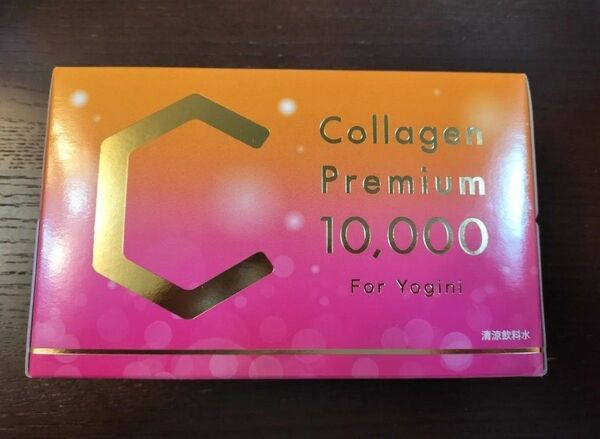 Collagen
Premium
10,000
For Yogini
清涼飲料水